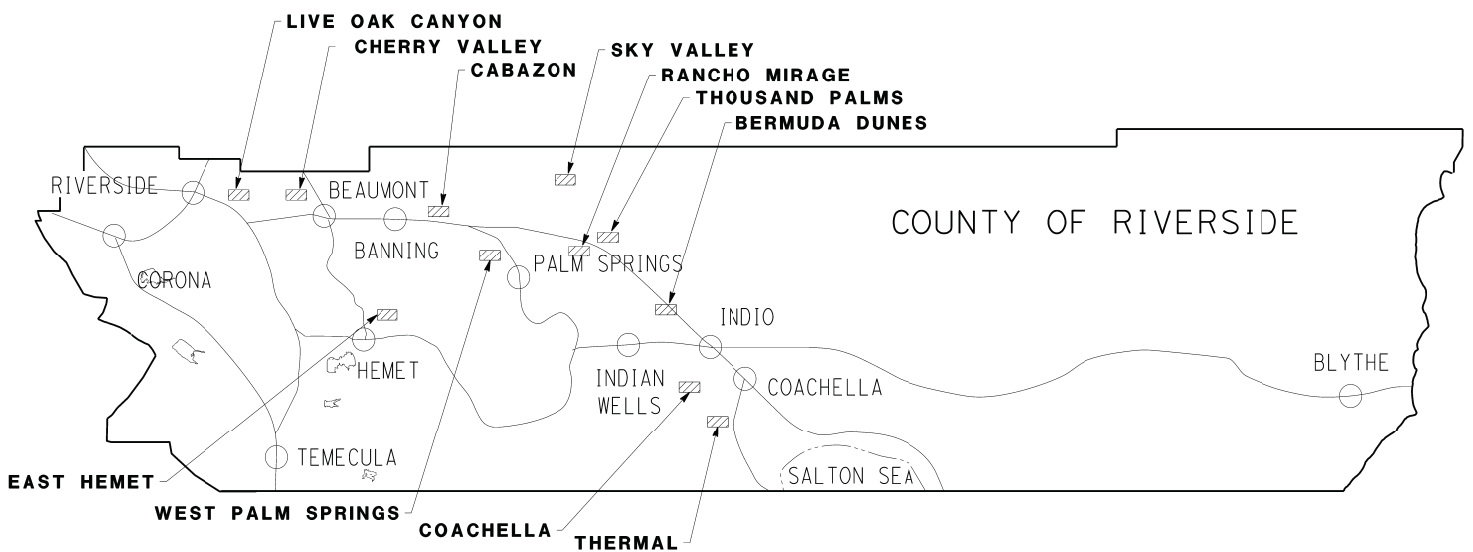 LIVE OAK CANYON
CHERRY VALLEY
SKY VALLEY
CABAZON
RANCHO MIRAGE
THOUSAND PALMS
BERMUDA DUNES
RIVERSIDE
BEAUMONT
COUNTY OF RIVERSIDE
BANNING
PALM SPRINGS
CORONA
INDIO
BLYTHE
HEMET
INDIAN
WELLS
COACHELLA
TEMECULA
SALTON SEA
EAST HEMET
WEST PALM SPRINGS
COACHELLA
THERMAL